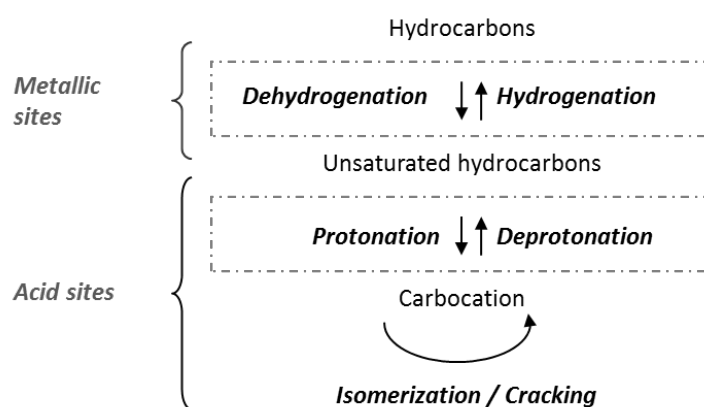 Hydrocarbons
Metallic
sites
Dehydrogenation
Hydrogenation
Unsaturated hydrocarbons
Protonation
Deprotonation
Acid sites
Carbocation
Isomerization / Cracking